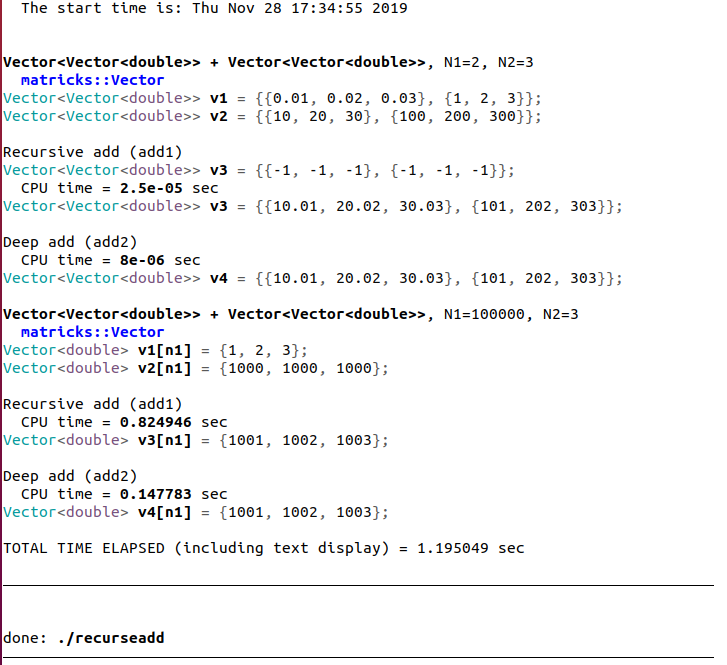 The start time is: Thu Nov 28 17:34:55 2019
Vector<Vector<double>> + Vector<Vector<double>>, N1=2, N2=3
matricks::Vector
Vector<Vector<double>> v1 = {{0.01, 0.02, 0.03}, {1, 2, 3}};
Vector<Vector<double>> v2 = {{10, 20, 30}, {100, 200, 300}};
Recursive add (add1)
Vector<Vector<double>> v3 = {{-1, -1, -1}, {-1, -1, -1}};
CPU time = 2.5e-05 sec
Vector<Vector<double>> v3 = {{10.01, 20.02, 30.03}, {101, 202, 303}};
Deep add (add2)
CPU time = 8e-06 sec
Vector<Vector<double>> v4 = {{10.01, 20.02, 30.03}, {101, 202, 303}};
Vector<Vector<double>> + Vector<Vector<double>>, N1=100000, N2=3
matricks::Vector
Vector<double> v1[n1] = {1, 2, 3};
Vector<double> v2[n1] = {1000, 1000, 1000};
Recursive add (add1)
CPU time = 0.824946 sec
Vector<double> v3[n1] = {1001, 1002, 1003};
Deep add (add2)
CPU time = 0.147783 sec
Vector<double> v4[n1] = {1001, 1002, 1003};
TOTAL TIME ELAPSED (including text display) = 1.195049 sec
done: ./recurseadd